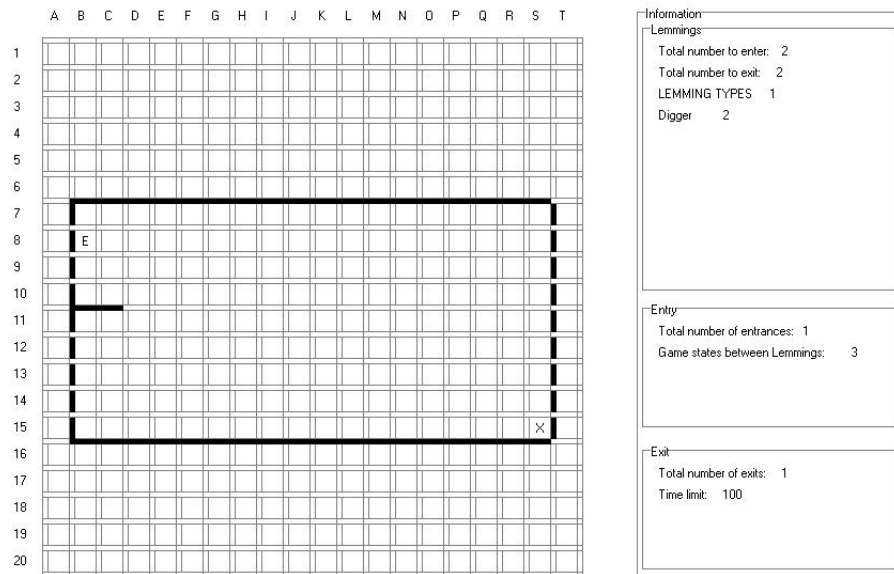 A B C D E F G H I J K L M N O P Q R S T
1
2
3
4
5
6
7
8 E
9
10
11
12
13
14
15 X
16
17
18
19
20
Information
Lemmings
Total number to enter: 2
Total number to exit: 2
LEMMING TYPES 1
Digger 2
Entry
Total number of entrances: 1
Game states between Lemmings: 3
Exit
Total number of exits: 1
Time limit: 100